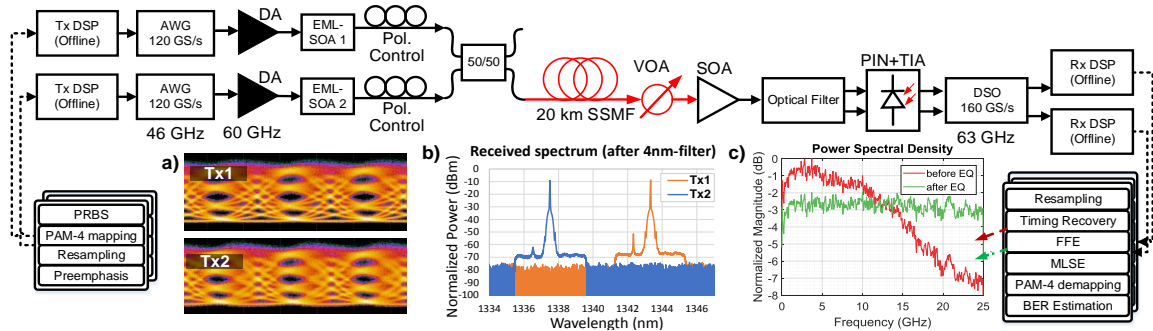 Tx DSP
(Offline)
AWG
120 GS/s
DA
EML-
SOA 1
Pol.
Control
Tx DSP
(Offline)
AWG
120 GS/s
46 GHz
DA
60 GHz
EML-
SOA 2
Pol.
Control
50/50
20 km SSMF
VOA
SOA
Optical Filter
PIN+TIA
DSO
160 GS/s
63 GHz
Rx DSP
(Offline)
Rx DSP
(Offline)
PRBS
PAM-4 mapping
Resampling
Preemphasis
a)
Tx1
Tx2
b)
Received spectrum (after 4nm-filter)
Normalized Power (dBm)
0
-10
-20
-30
-40
-50
-60
-70
-80
-90
-100
Tx1
Tx2
1334 1336 1338 1340 1342 1344 1346
Wavelength (nm)
c)
Power Spectral Density
Normalized Magnitude (dB)
0
-1
-2
-3
-4
-5
-6
-7
-8
before EQ
after EQ
0 5 10 15 20 25
Frequency (GHz)
Resampling
Timing Recovery
FFE
MLSE
PAM-4 demapping
BER Estimation